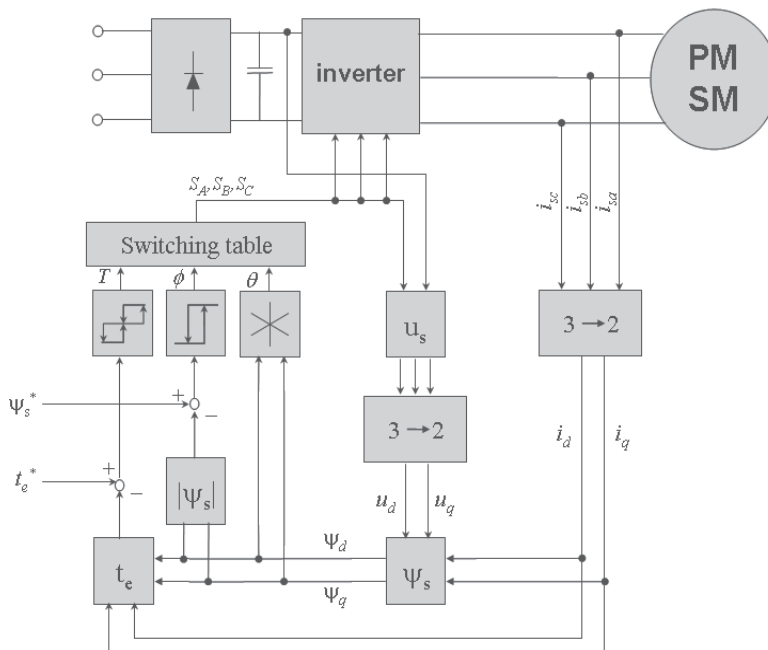 inverter
PM
SM
S_A, S_B, S_C
i_sc
i_sb
i_sa
Switching table
T
ϕ
θ
u_s
3→2
Ψ_s*
+
−
3→2
i_d
i_q
t_e*
+
−
|Ψ_s|
u_d
u_q
Ψ_d
t_e
Ψ_s
Ψ_q